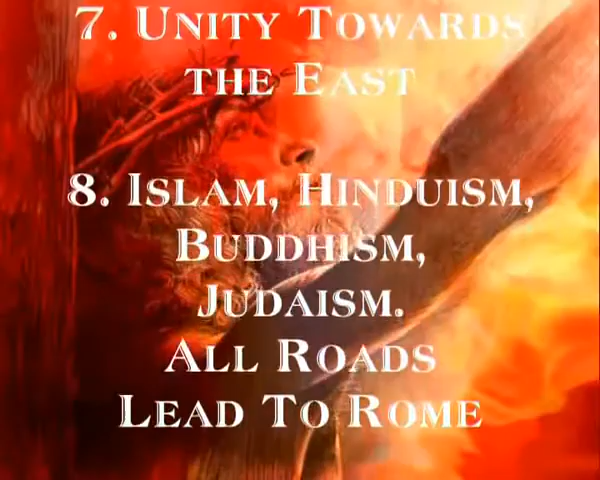 7. Unity Towards
the East
8. Islam, Hinduism,
Buddhism,
Judaism.
All Roads
Lead To Rome